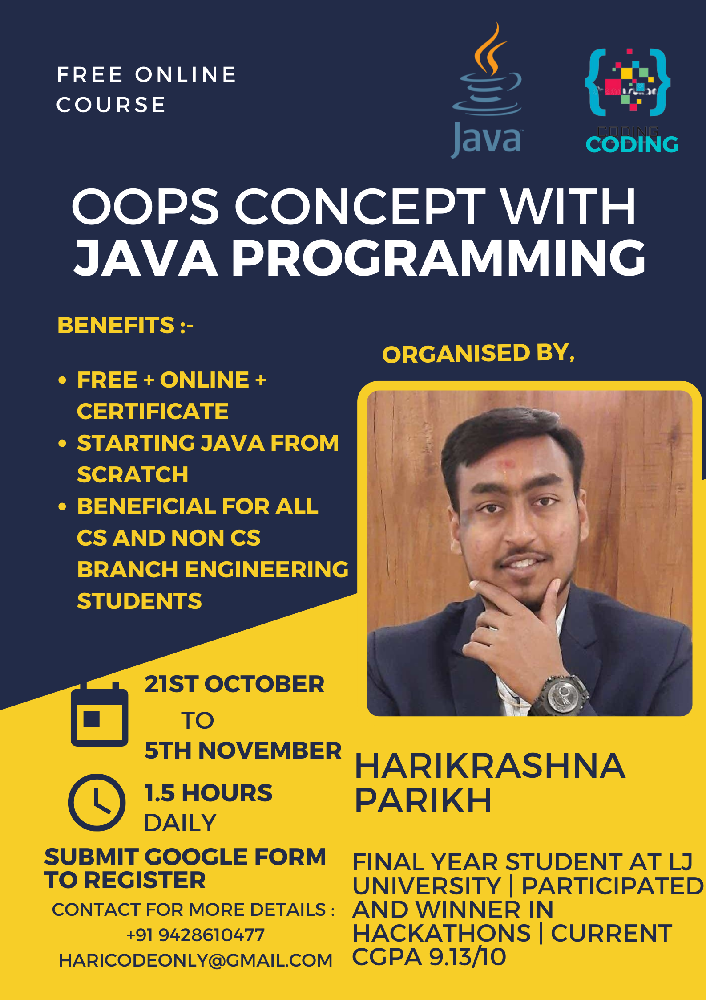 FREE ONLINE
COURSE
Java™
CODING
CODING
OOPS CONCEPT WITH
JAVA PROGRAMMING
BENEFITS :-
• FREE + ONLINE +
CERTIFICATE
• STARTING JAVA FROM
SCRATCH
• BENEFICIAL FOR ALL
CS AND NON CS
BRANCH ENGINEERING
STUDENTS
ORGANISED BY,
21ST OCTOBER
TO
5TH NOVEMBER
1.5 HOURS
DAILY
SUBMIT GOOGLE FORM
TO REGISTER
CONTACT FOR MORE DETAILS :
+91 9428610477
HARICODEONLY@GMAIL.COM
HARIKRASHNA
PARIKH
FINAL YEAR STUDENT AT LJ
UNIVERSITY | PARTICIPATED
AND WINNER IN
HACKATHONS | CURRENT
CGPA 9.13/10